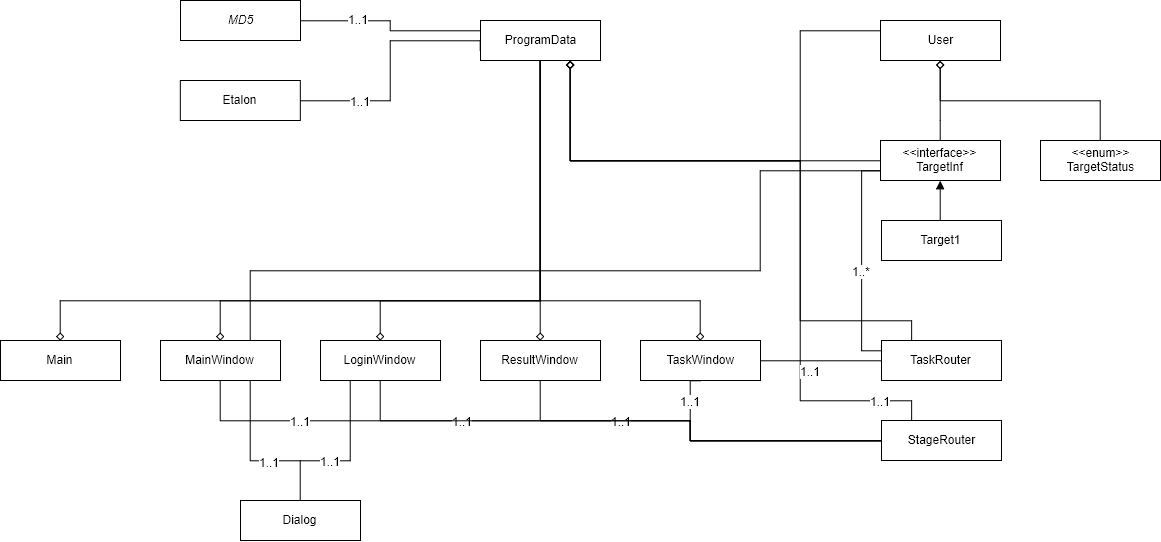 MD5
1..1
ProgramData
User
Etalon
1..1
<<interface>>
TargetInf
<<enum>>
TargetStatus
Target1
1..*
Main
MainWindow
LoginWindow
ResultWindow
TaskWindow
TaskRouter
1..1
1..1
1..1
1..1
1..1
1..1
StageRouter
1..1
1..1
Dialog